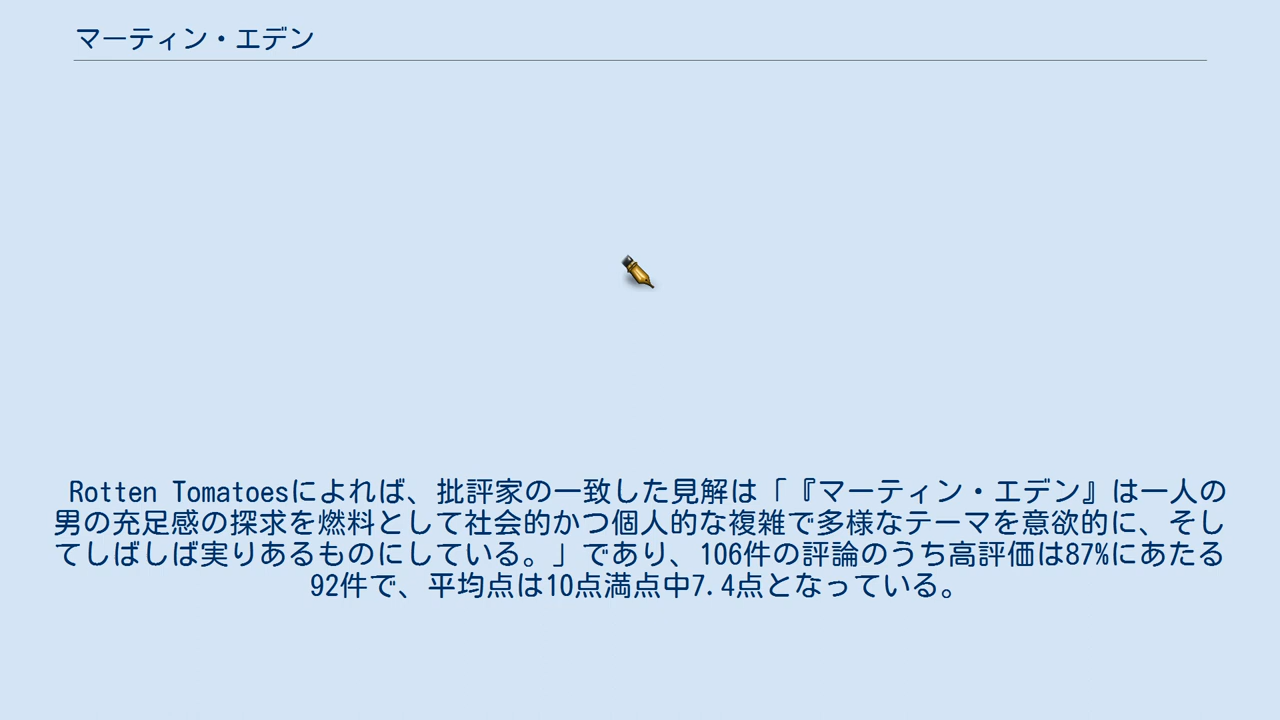 マーティン・エデン
Rotten Tomatoesによれば、批評家の一致した見解は「『マーティン・エデン』は一人の
男の充足感の探求を燃料として社会的かつ個人的な複雑で多様なテーマを意欲的に、そし
てしばしば実りあるものにしている。」であり、106件の評論のうち高評価は87%にあたる
92件で、平均点は10点満点中7.4点となっている。